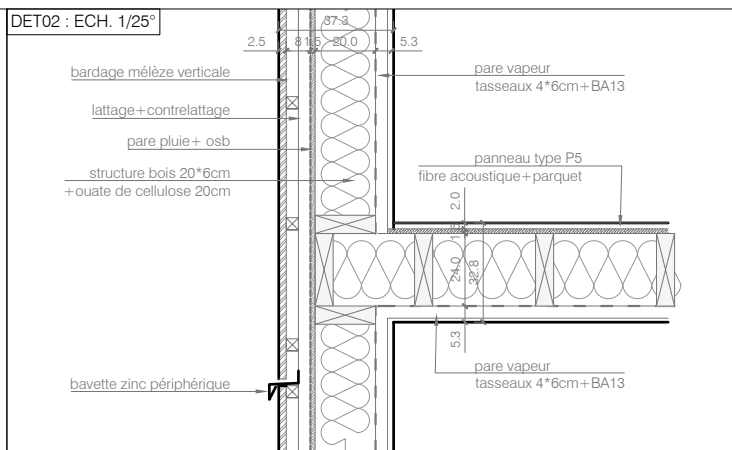 DET02 : ECH. 1/25°
37.3
2.5 8 1.5 20.0 5.3
bardage mélèze verticale
lattage+contrelattage
pare pluie+ osb
structure bois 20*6cm
+ouate de cellulose 20cm
bavette zinc périphérique
pare vapeur
tasseaux 4*6cm+BA13
panneau type P5
fibre acoustique+parquet
2.0
24.0
32.8
5.3
pare vapeur
tasseaux 4*6cm+BA13